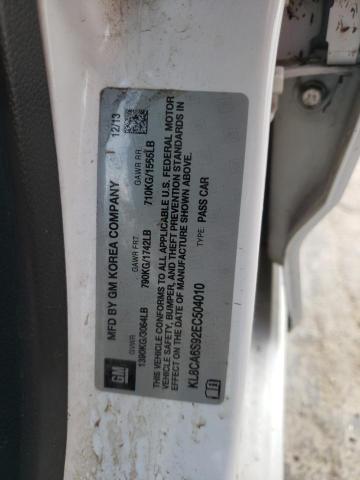 MFD BY GM KOREA COMPANY 12/13
GVWR GAWR FRT. GAWR RR.
1390KG/3064LB 790KG/1742LB 710KG/1565LB
THIS VEHICLE CONFORMS TO ALL APPLICABLE U.S. FEDERAL MOTOR
VEHICLE SAFETY, BUMPER, AND THEFT PREVENTION STANDARDS IN
EFFECT ON THE DATE OF MANUFACTURE SHOWN ABOVE.
KL8CA6S92EC504010 TYPE: PASS CAR
GM